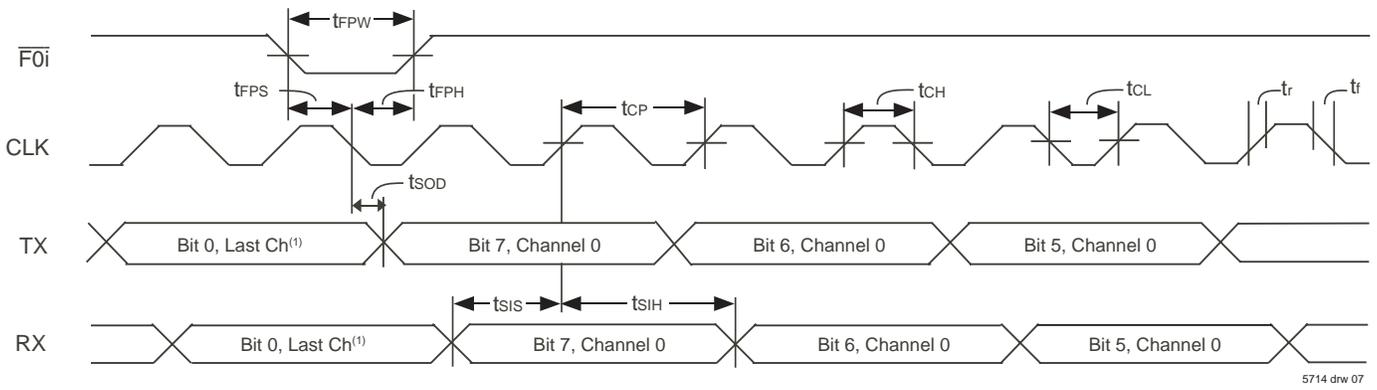 tFPW
F0i
tFPS
tFPH
tCP
tCH
tCL
tr
tf
CLK
tSOD
TX
Bit 0, Last Ch(1)
Bit 7, Channel 0
Bit 6, Channel 0
Bit 5, Channel 0
tSIS
tSIH
RX
Bit 0, Last Ch(1)
Bit 7, Channel 0
Bit 6, Channel 0
Bit 5, Channel 0
5714 drw 07